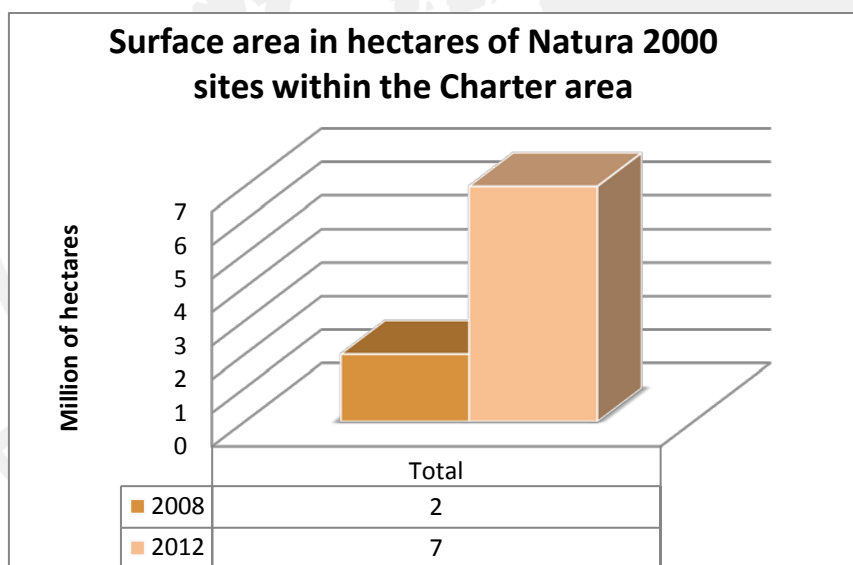 Surface area in hectares of Natura 2000
sites within the Charter area
Million of hectares
7
6
5
4
3
2
1
0
Total
2008 2
2012 7